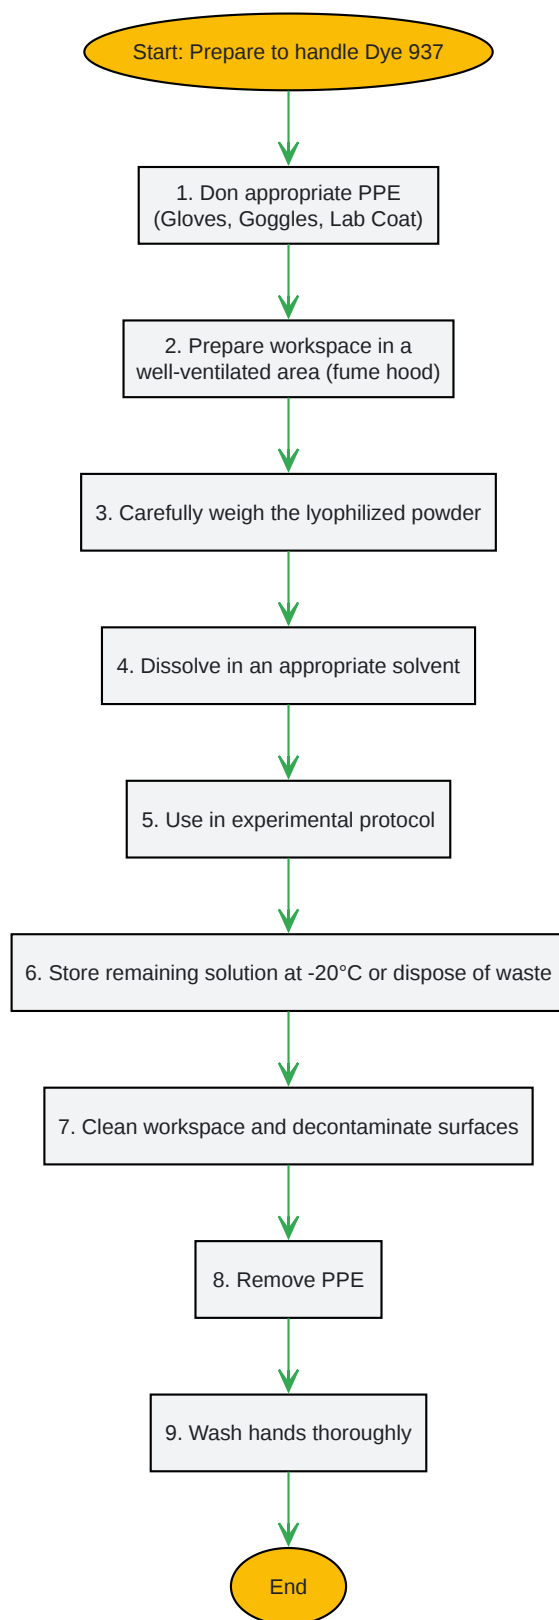 Start: Prepare to handle Dye 937
1. Don appropriate PPE
(Gloves, Goggles, Lab Coat)
2. Prepare workspace in a
well-ventilated area (fume hood)
3. Carefully weigh the lyophilized powder
4. Dissolve in an appropriate solvent
5. Use in experimental protocol
6. Store remaining solution at -20°C or dispose of waste
7. Clean workspace and decontaminate surfaces
8. Remove PPE
9. Wash hands thoroughly
End